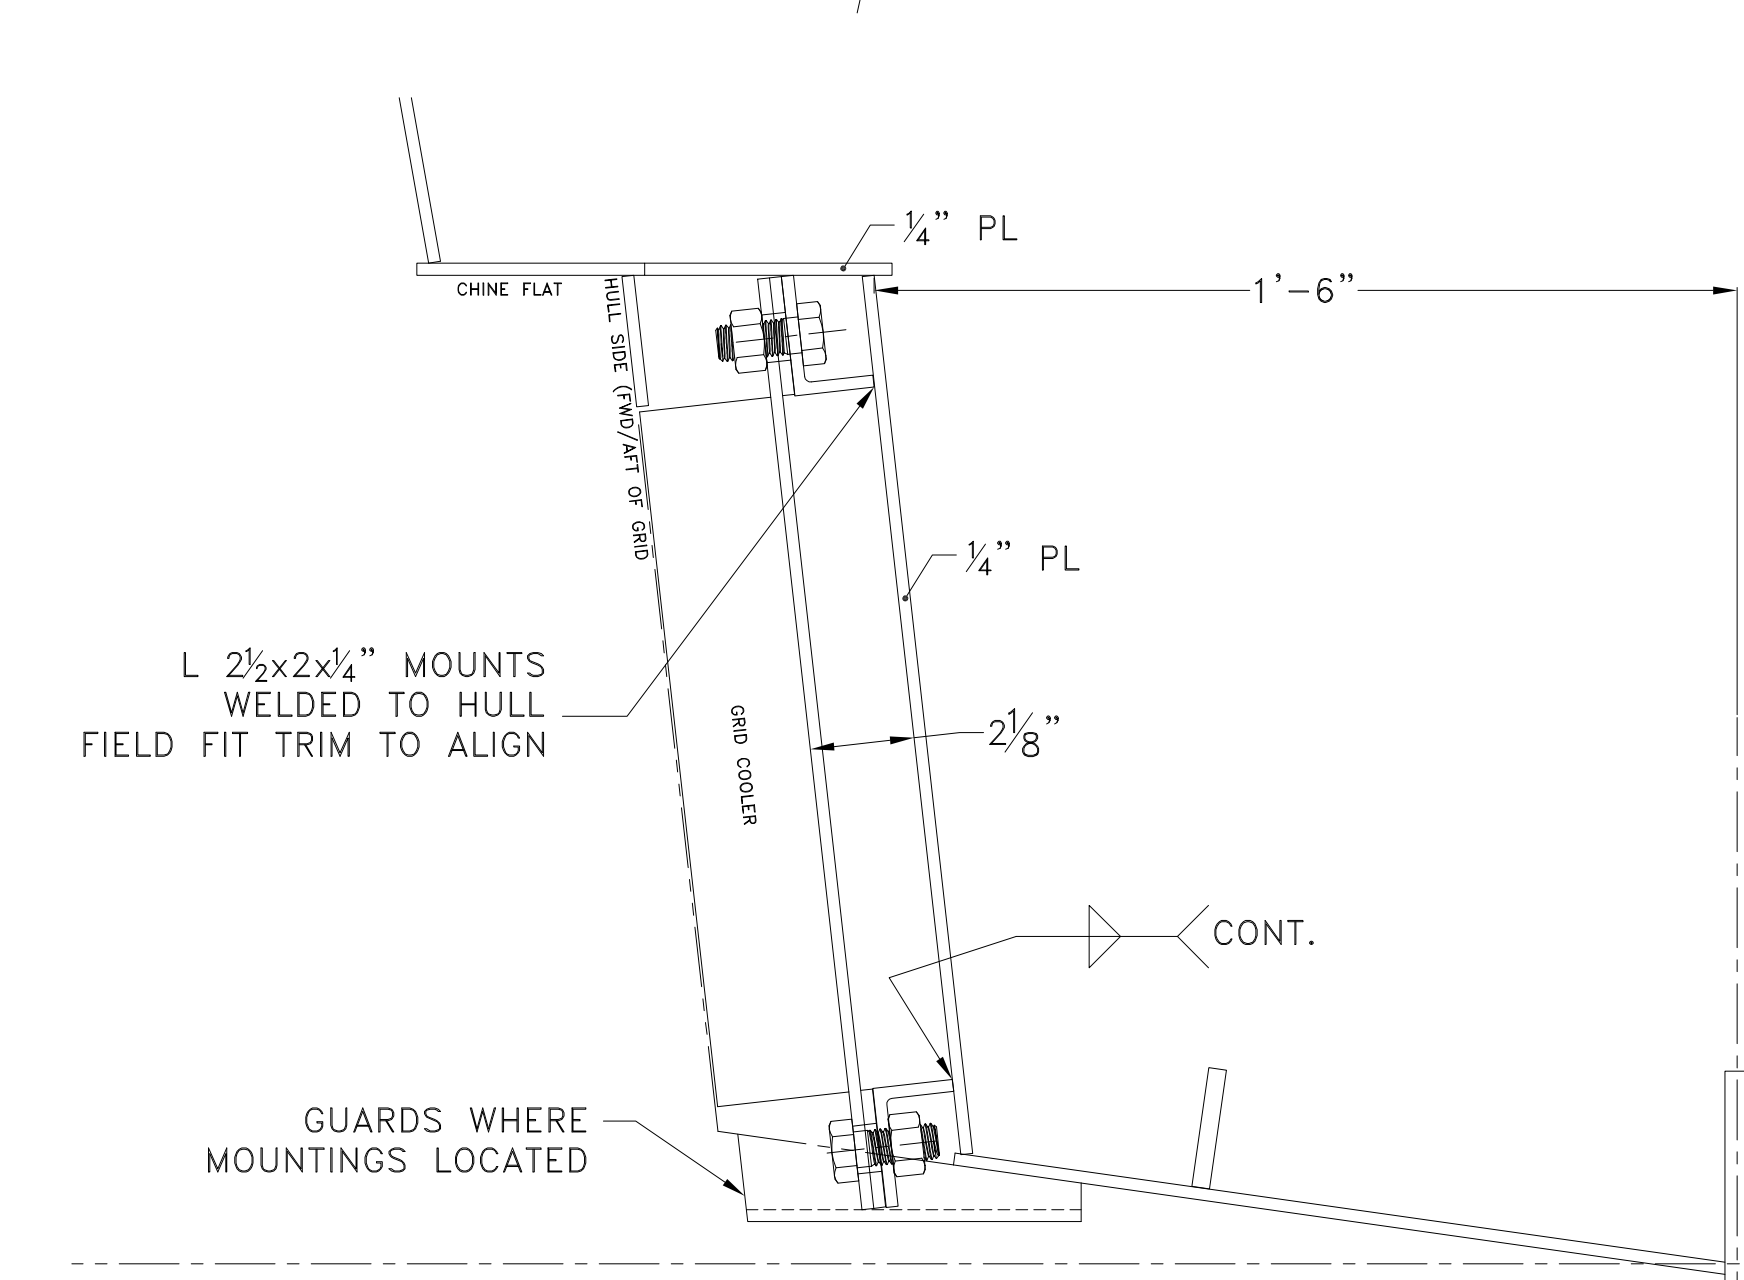 ¼” PL
CHINE FLAT
1’-6”
HULL SIDE (FWD/AFT OF GRID
¼” PL
L 2½x2x¼” MOUNTS
WELDED TO HULL
FIELD FIT TRIM TO ALIGN
GRID COOLER
2⅛”
CONT.
GUARDS WHERE
MOUNTINGS LOCATED